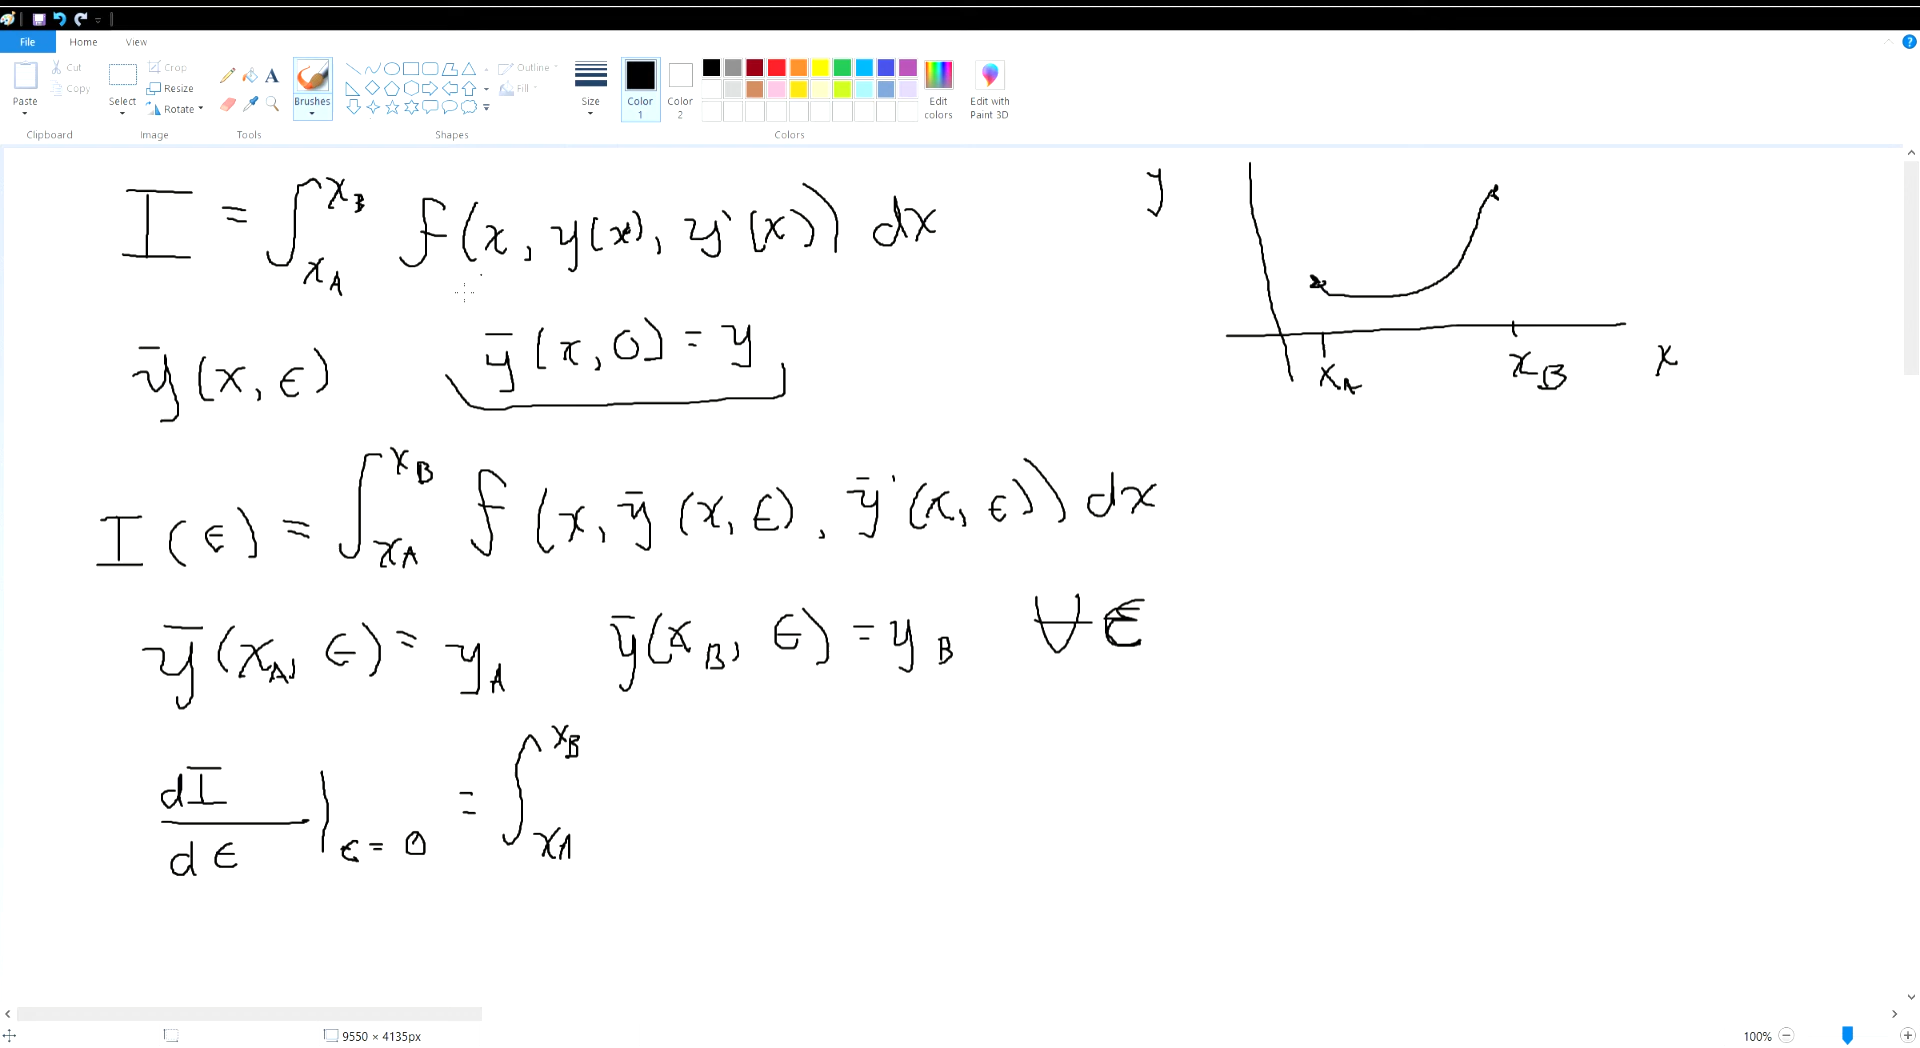 File Home View
Paste Cut Copy Select Crop Resize Rotate Brushes Outline Fill Size Color 1 Color 2 Edit colors Edit with Paint 3D
Clipboard Image Tools Shapes Colors
I = ∫_{x_A}^{x_B} f(x, y(x), y'(x)) dx
ȳ(x, ϵ) ȳ(x, 0) = y
I(ϵ) = ∫_{x_A}^{x_B} f(x, ȳ(x, ϵ), ȳ'(x, ϵ)) dx
ȳ(x_A, ϵ) = y_A ȳ(x_B, ϵ) = y_B ∀ϵ
dI/dϵ |_{ϵ=0} = ∫_{x_A}^{x_B}
y
x_A x_B x
9550 × 4135px 100%